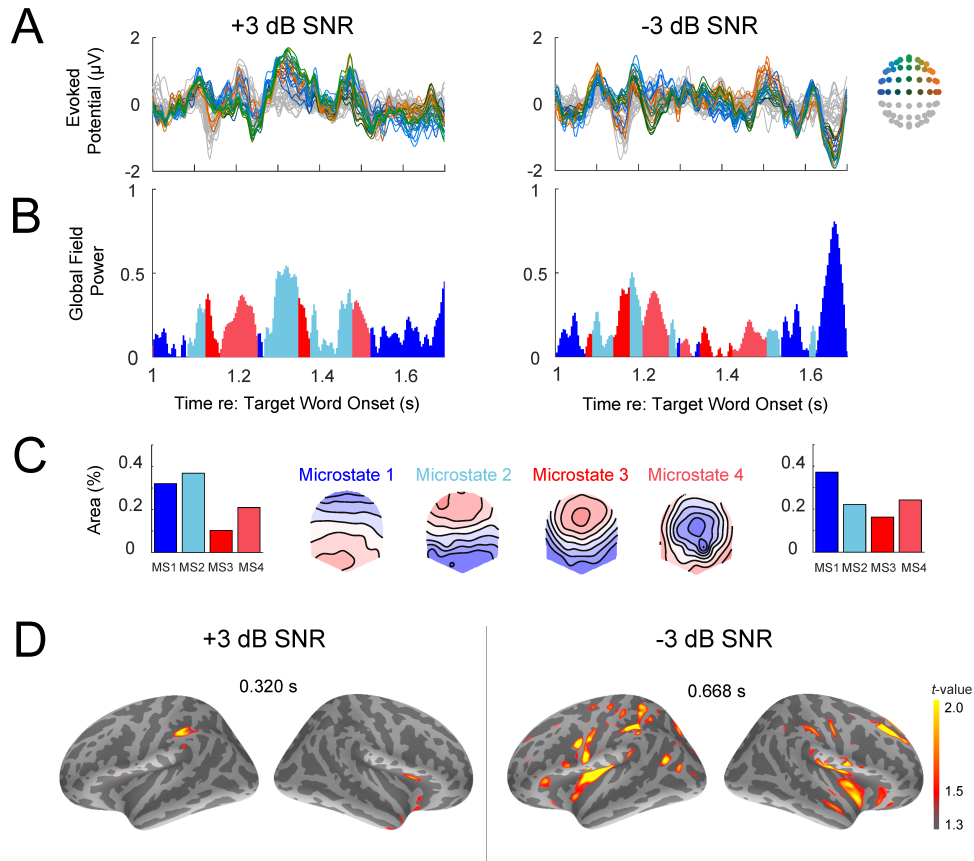 A
+3 dB SNR
-3 dB SNR
Evoked
Potential (µV)
2
0
-2
2
0
-2
B
Global Field
Power
1
0.5
0
1
0.5
0
1
1.2
1.4
1.6
1
1.2
1.4
1.6
Time re: Target Word Onset (s)
Time re: Target Word Onset (s)
C
Area (%)
0.4
0.2
0
MS1 MS2 MS3 MS4
Microstate 1
Microstate 2
Microstate 3
Microstate 4
0.4
0.2
0
MS1 MS2 MS3 MS4
D
+3 dB SNR
-3 dB SNR
0.320 s
0.668 s
t-value
2.0
1.5
1.3